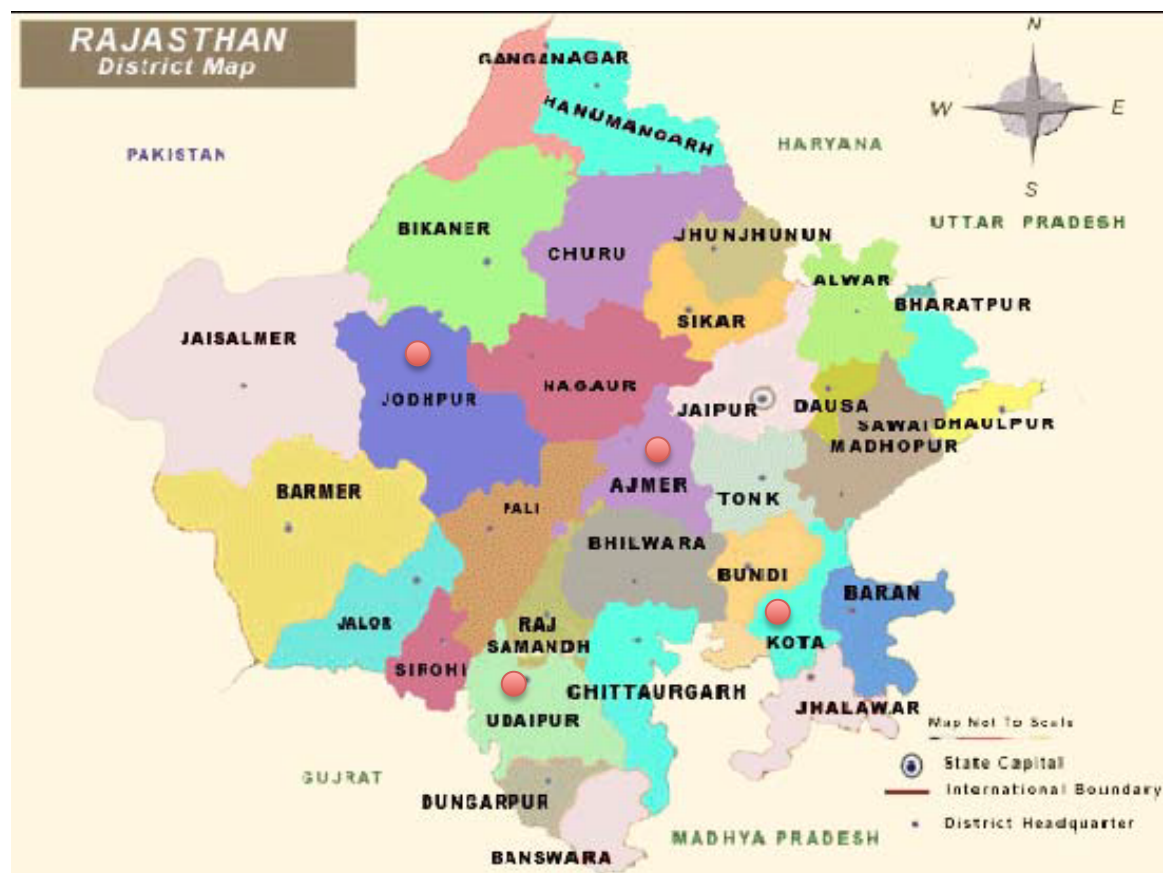 RAJASTHAN
District Map
N
W
E
S
GANGANAGAR
HANUMANGARH
PAKISTAN
HARYANA
UTTAR PRADESH
BIKANER
CHURU
JHUNJHUNUN
ALWAR
BHARATPUR
SIKAR
JAISALMER
NAGAUR
JODHPUR
JAIPUR
DAUSA
SAWAI
MADHOPUR
DHAULPUR
BARMER
PALI
AJMER
TONK
BHILWARA
BUNDI
BARAN
JALOR
RAJ
SAMANDH
KOTA
SIROHI
CHITTAURGARH
UDAIPUR
JHALAWAR
GUJRAT
DUNGARPUR
BANSWARA
MADHYA PRADESH
Map Not To Scale
State Capital
International Boundary
District Headquarter